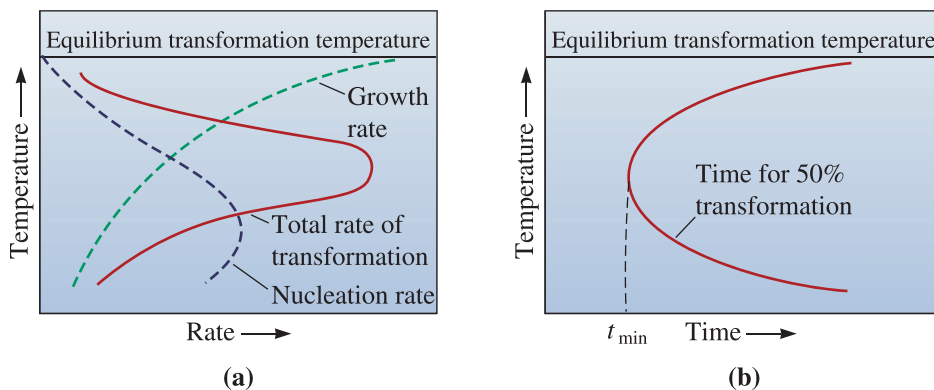 Equilibrium transformation temperature
Growth
rate
Total rate of
transformation
Nucleation rate
Temperature
Rate
(a)
Equilibrium transformation temperature
Time for 50%
transformation
Temperature
t min
Time
(b)